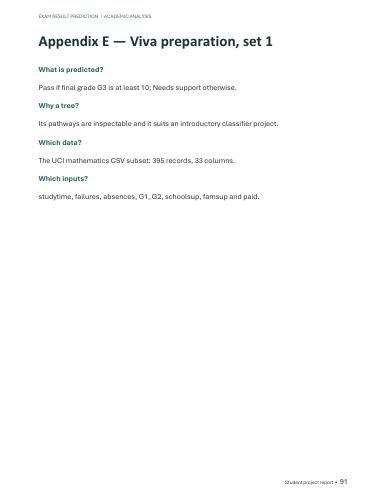 EXAM RESULT PREDICTION | ACADEMIC ANALYSIS
Appendix E — Viva preparation, set 1
What is predicted?
Pass if final grade G3 is at least 10; Needs support otherwise.
Why a tree?
Its pathways are inspectable and it suits an introductory classifier project.
Which data?
The UCI mathematics CSV subset: 395 records, 33 columns.
Which inputs?
studytime, failures, absences, G1, G2, schoolsup, famsup and paid.
Student project report • 91